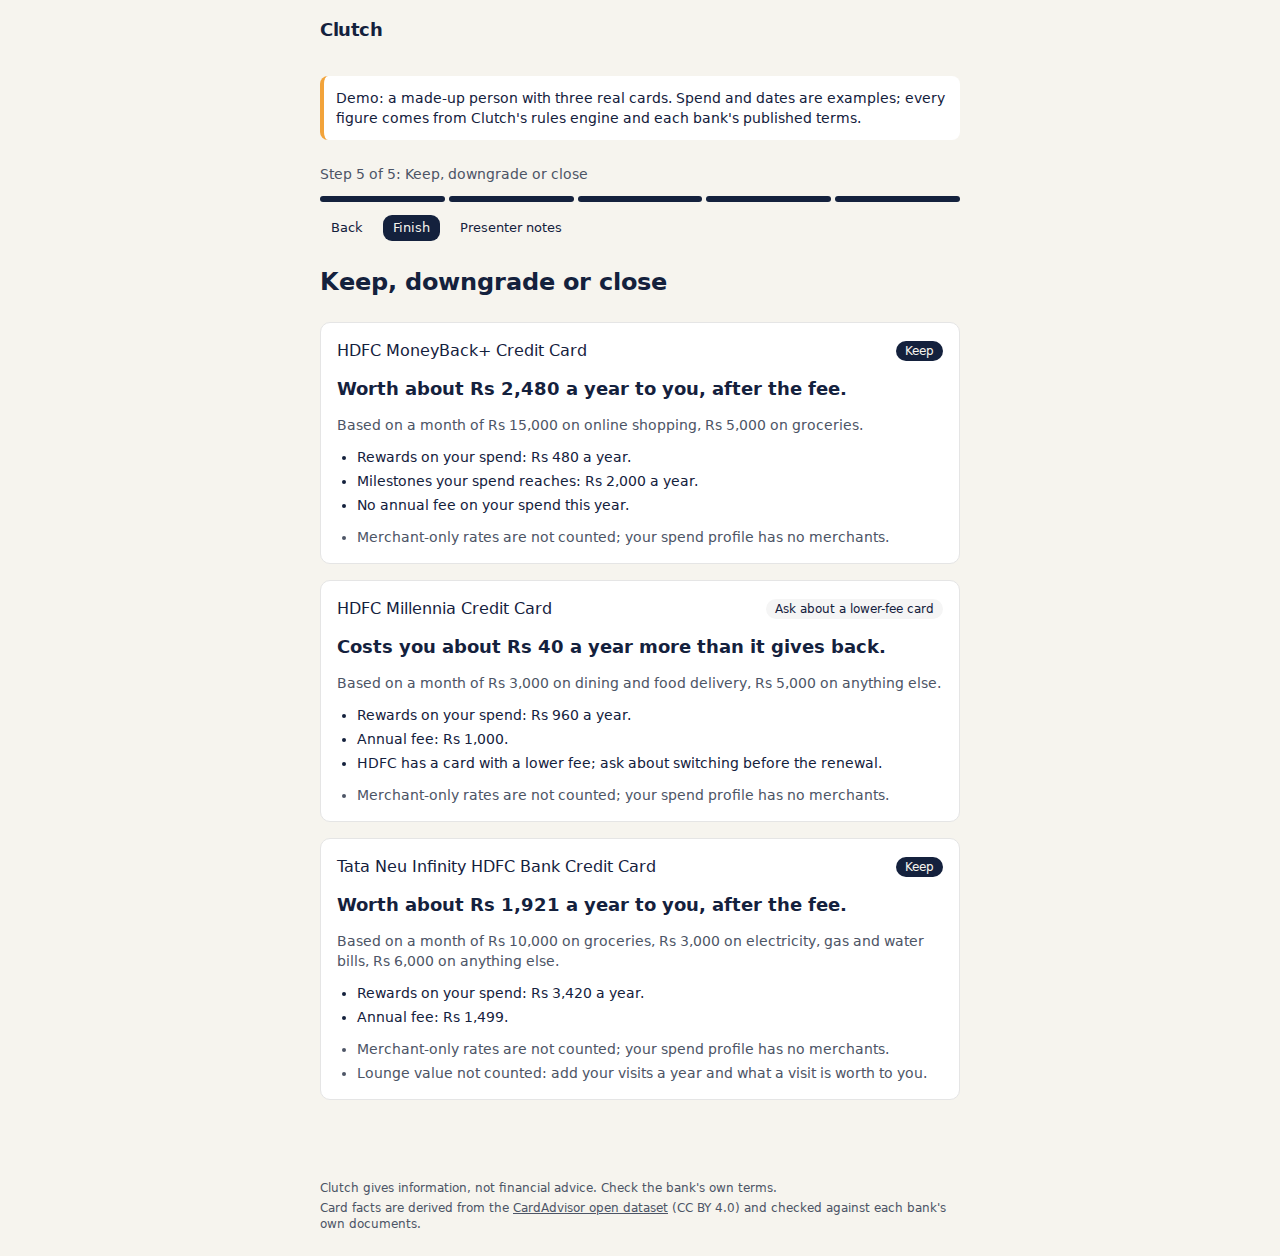 Clutch
Demo: a made-up person with three real cards. Spend and dates are examples; every
figure comes from Clutch's rules engine and each bank's published terms.
Step 5 of 5: Keep, downgrade or close
Back
Finish
Presenter notes
Keep, downgrade or close
HDFC MoneyBack+ Credit Card
Keep
Worth about Rs 2,480 a year to you, after the fee.
Based on a month of Rs 15,000 on online shopping, Rs 5,000 on groceries.
• Rewards on your spend: Rs 480 a year.
• Milestones your spend reaches: Rs 2,000 a year.
• No annual fee on your spend this year.
• Merchant-only rates are not counted; your spend profile has no merchants.
HDFC Millennia Credit Card
Ask about a lower-fee card
Costs you about Rs 40 a year more than it gives back.
Based on a month of Rs 3,000 on dining and food delivery, Rs 5,000 on anything else.
• Rewards on your spend: Rs 960 a year.
• Annual fee: Rs 1,000.
• HDFC has a card with a lower fee; ask about switching before the renewal.
• Merchant-only rates are not counted; your spend profile has no merchants.
Tata Neu Infinity HDFC Bank Credit Card
Keep
Worth about Rs 1,921 a year to you, after the fee.
Based on a month of Rs 10,000 on groceries, Rs 3,000 on electricity, gas and water
bills, Rs 6,000 on anything else.
• Rewards on your spend: Rs 3,420 a year.
• Annual fee: Rs 1,499.
• Merchant-only rates are not counted; your spend profile has no merchants.
• Lounge value not counted: add your visits a year and what a visit is worth to you.
Clutch gives information, not financial advice. Check the bank's own terms.
Card facts are derived from the CardAdvisor open dataset (CC BY 4.0) and checked against each bank's
own documents.